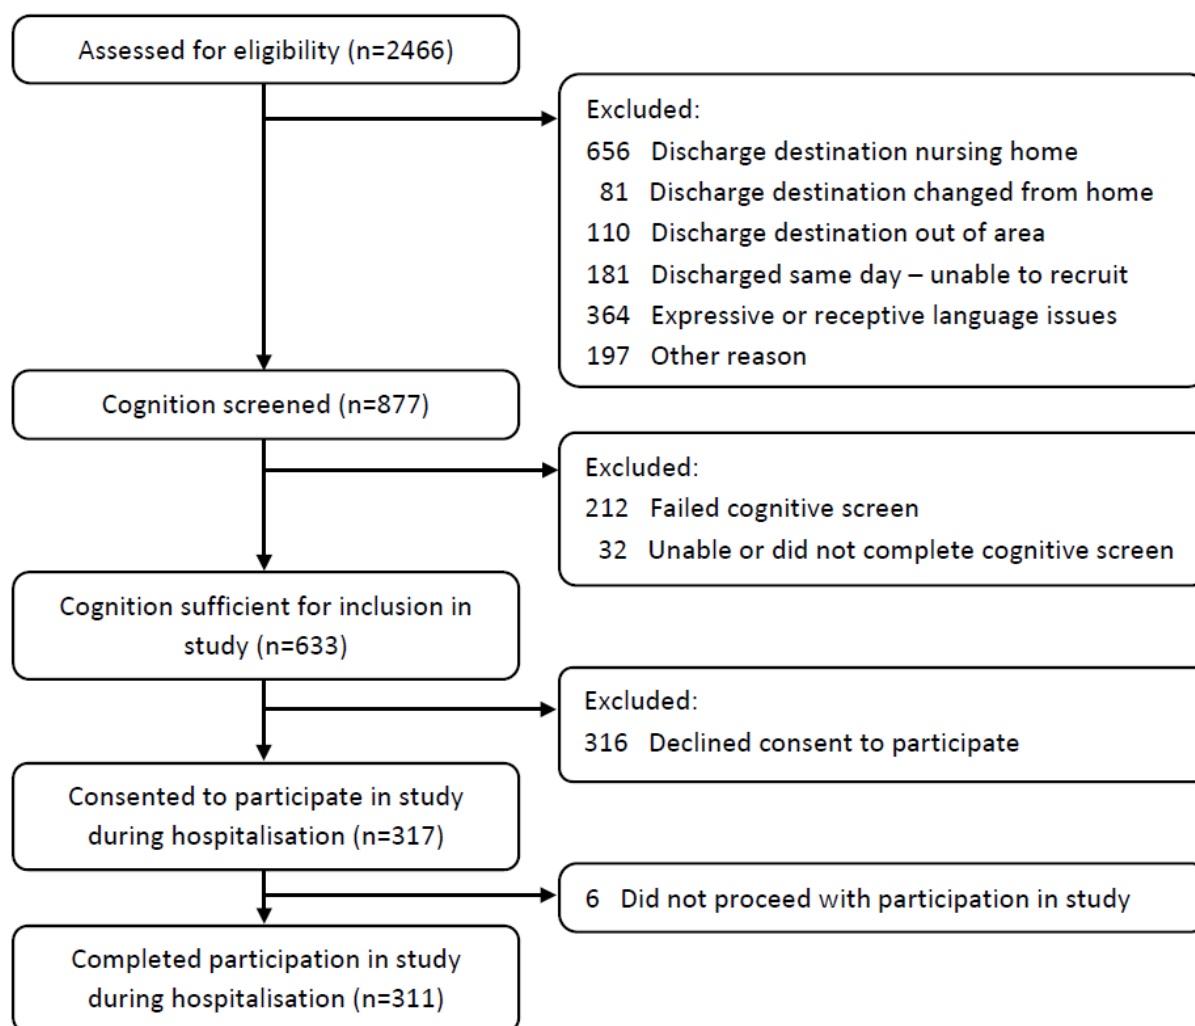 Assessed for eligibility (n=2466)
Excluded:
656 Discharge destination nursing home
81 Discharge destination changed from home
110 Discharge destination out of area
181 Discharged same day – unable to recruit
364 Expressive or receptive language issues
197 Other reason
Cognition screened (n=877)
Excluded:
212 Failed cognitive screen
32 Unable or did not complete cognitive screen
Cognition sufficient for inclusion in
study (n=633)
Excluded:
316 Declined consent to participate
Consented to participate in study
during hospitalisation (n=317)
6 Did not proceed with participation in study
Completed participation in study
during hospitalisation (n=311)